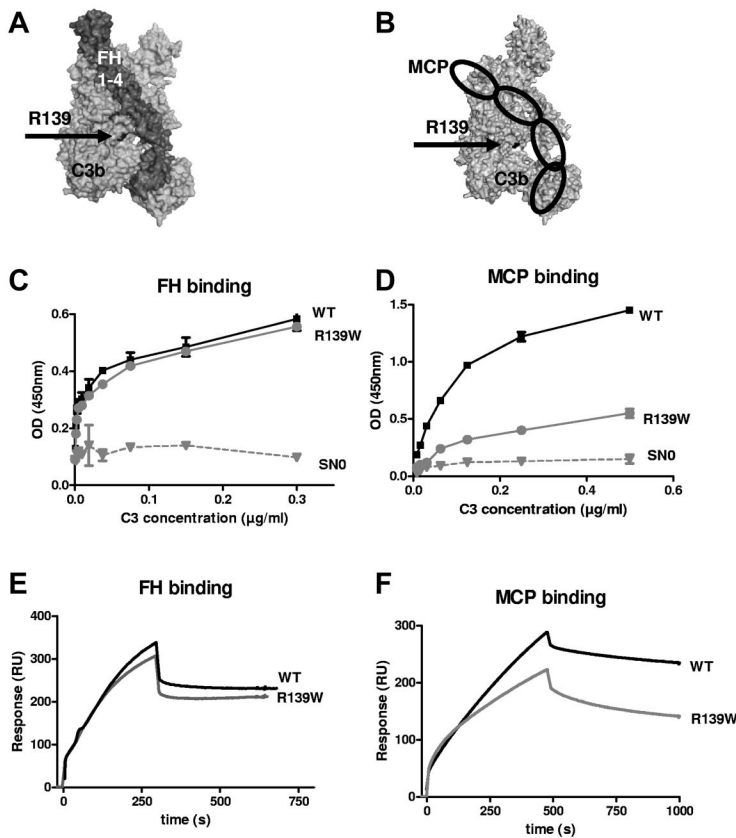 A
FH
1-4
R139
C3b
B
MCP
R139
C3b
C
FH binding
0.6
0.4
0.2
0.0
OD (450nm)
WT
R139W
SN0
0.0 0.1 0.2 0.3
C3 concentration (μg/ml)
D
MCP binding
1.5
1.0
0.5
0.0
OD (450nm)
WT
R139W
SN0
0.0 0.2 0.4 0.6
C3 concentration (μg/ml)
E
FH binding
400
300
200
100
0
Response (RU)
WT
R139W
0 250 500 750
time (s)
F
MCP binding
300
200
100
0
Response (RU)
WT
R139W
0 250 500 750 1000
time (s)